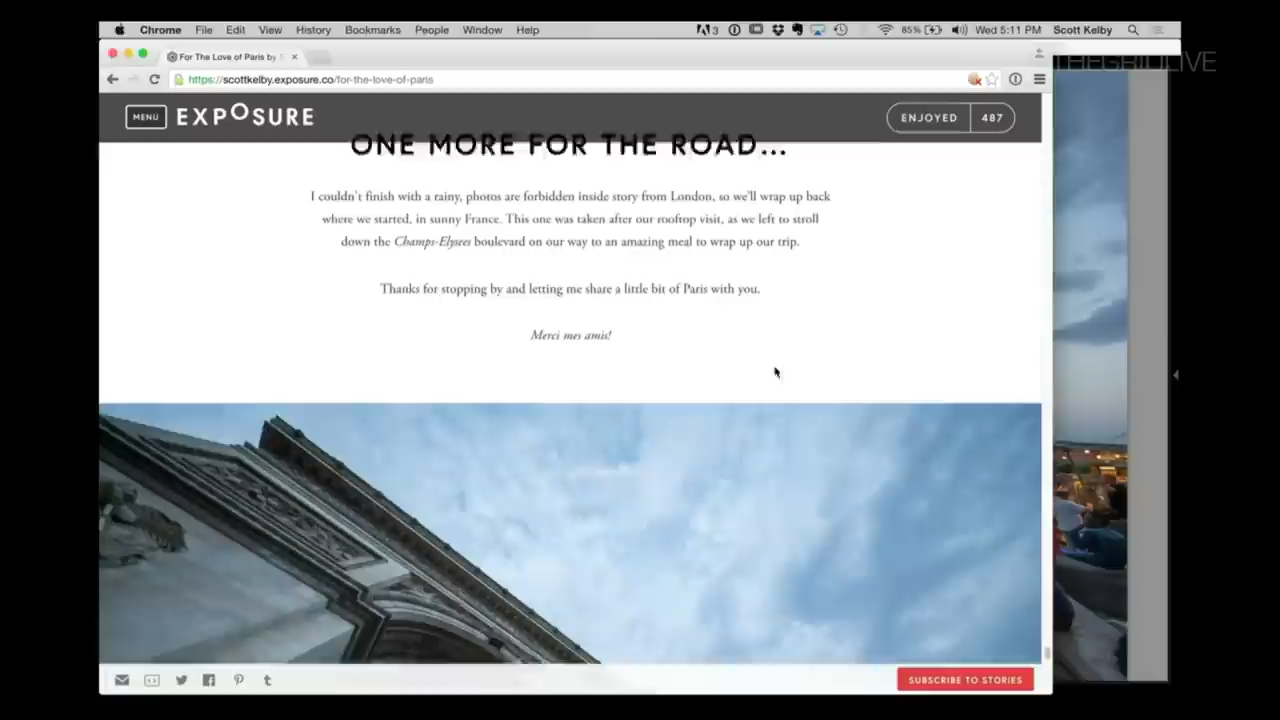 Chrome File Edit View History Bookmarks People Window Help 3 85% Wed 5:11 PM Scott Kelby
THEGRIDLIVE
For The Love of Paris by
https://scottkelby.exposure.co/for-the-love-of-paris
MENU EXPOSURE ENJOYED 487
ONE MORE FOR THE ROAD...
I couldn't finish with a rainy, photos are forbidden inside story from London, so we'll wrap up back
where we started, in sunny France. This one was taken after our rooftop visit, as we left to stroll
down the Champs-Elysees boulevard on our way to an amazing meal to wrap up our trip.
Thanks for stopping by and letting me share a little bit of Paris with you.
Merci mes amis!
SUBSCRIBE TO STORIES